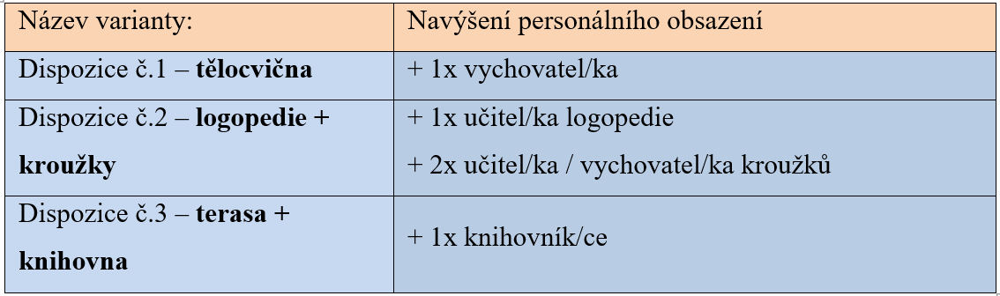 Název varianty:
Navýšení personálního obsazení
Dispozice č.1 – tělocvična
+ 1x vychovatel/ka
Dispozice č.2 – logopedie +
kroužky
+ 1x učitel/ka logopedie
+ 2x učitel/ka / vychovatel/ka kroužků
Dispozice č.3 – terasa +
knihovna
+ 1x knihovník/ce